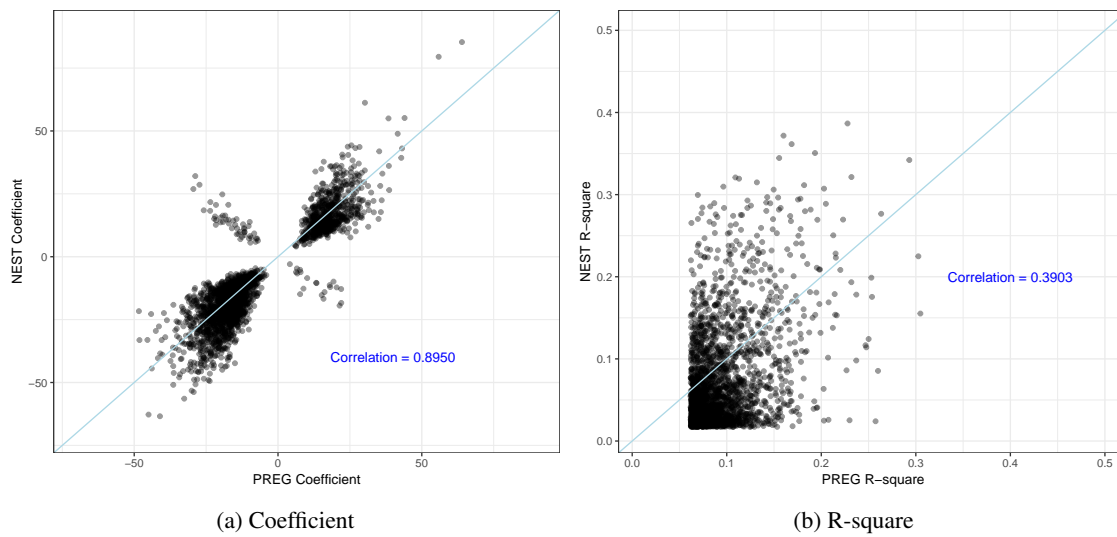 NEST Coefficient
50
0
−50
Correlation = 0.8950
−50
0
50
PREG Coefficient
(a) Coefficient
NEST R−square
0.5
0.4
0.3
0.2
0.1
0.0
Correlation = 0.3903
0.0
0.1
0.2
0.3
0.4
0.5
PREG R−square
(b) R-square